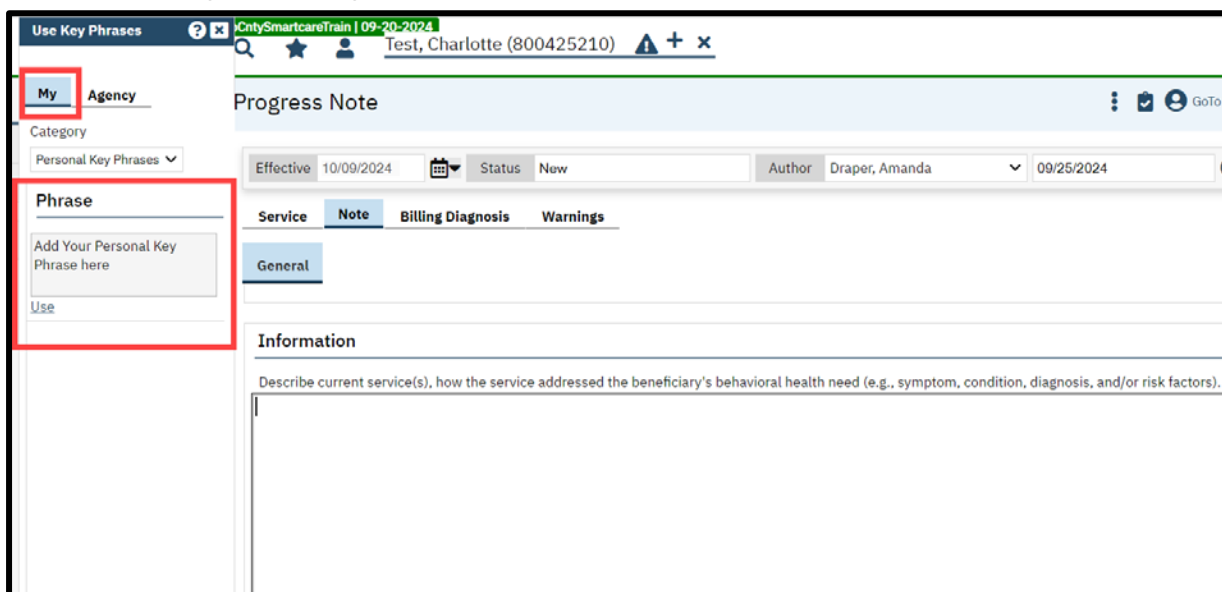 Use Key Phrases
CntySmartcareTrain | 09-20-2024
Test, Charlotte (800425210)
My Agency
Progress Note
GoTo
Category
Personal Key Phrases
Effective 10/09/2024 Status New Author Draper, Amanda 09/25/2024
Phrase
Service Note Billing Diagnosis Warnings
Add Your Personal Key
Phrase here
General
Use
Information
Describe current service(s), how the service addressed the beneficiary's behavioral health need (e.g., symptom, condition, diagnosis, and/or risk factors).